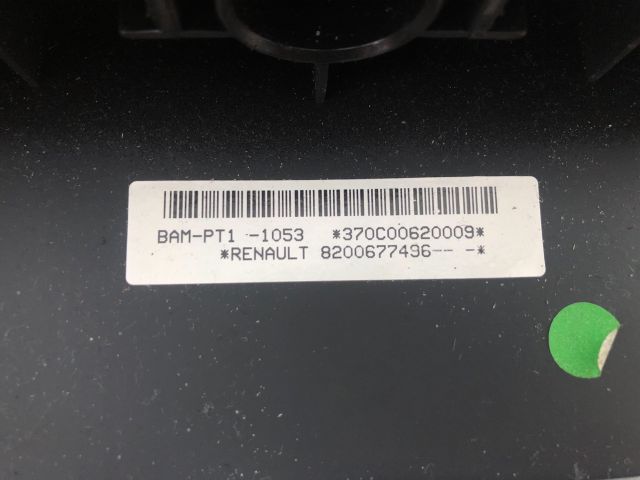 BAM-PT1 -1053 *370C00620009*
*RENAULT 8200677496-- -*